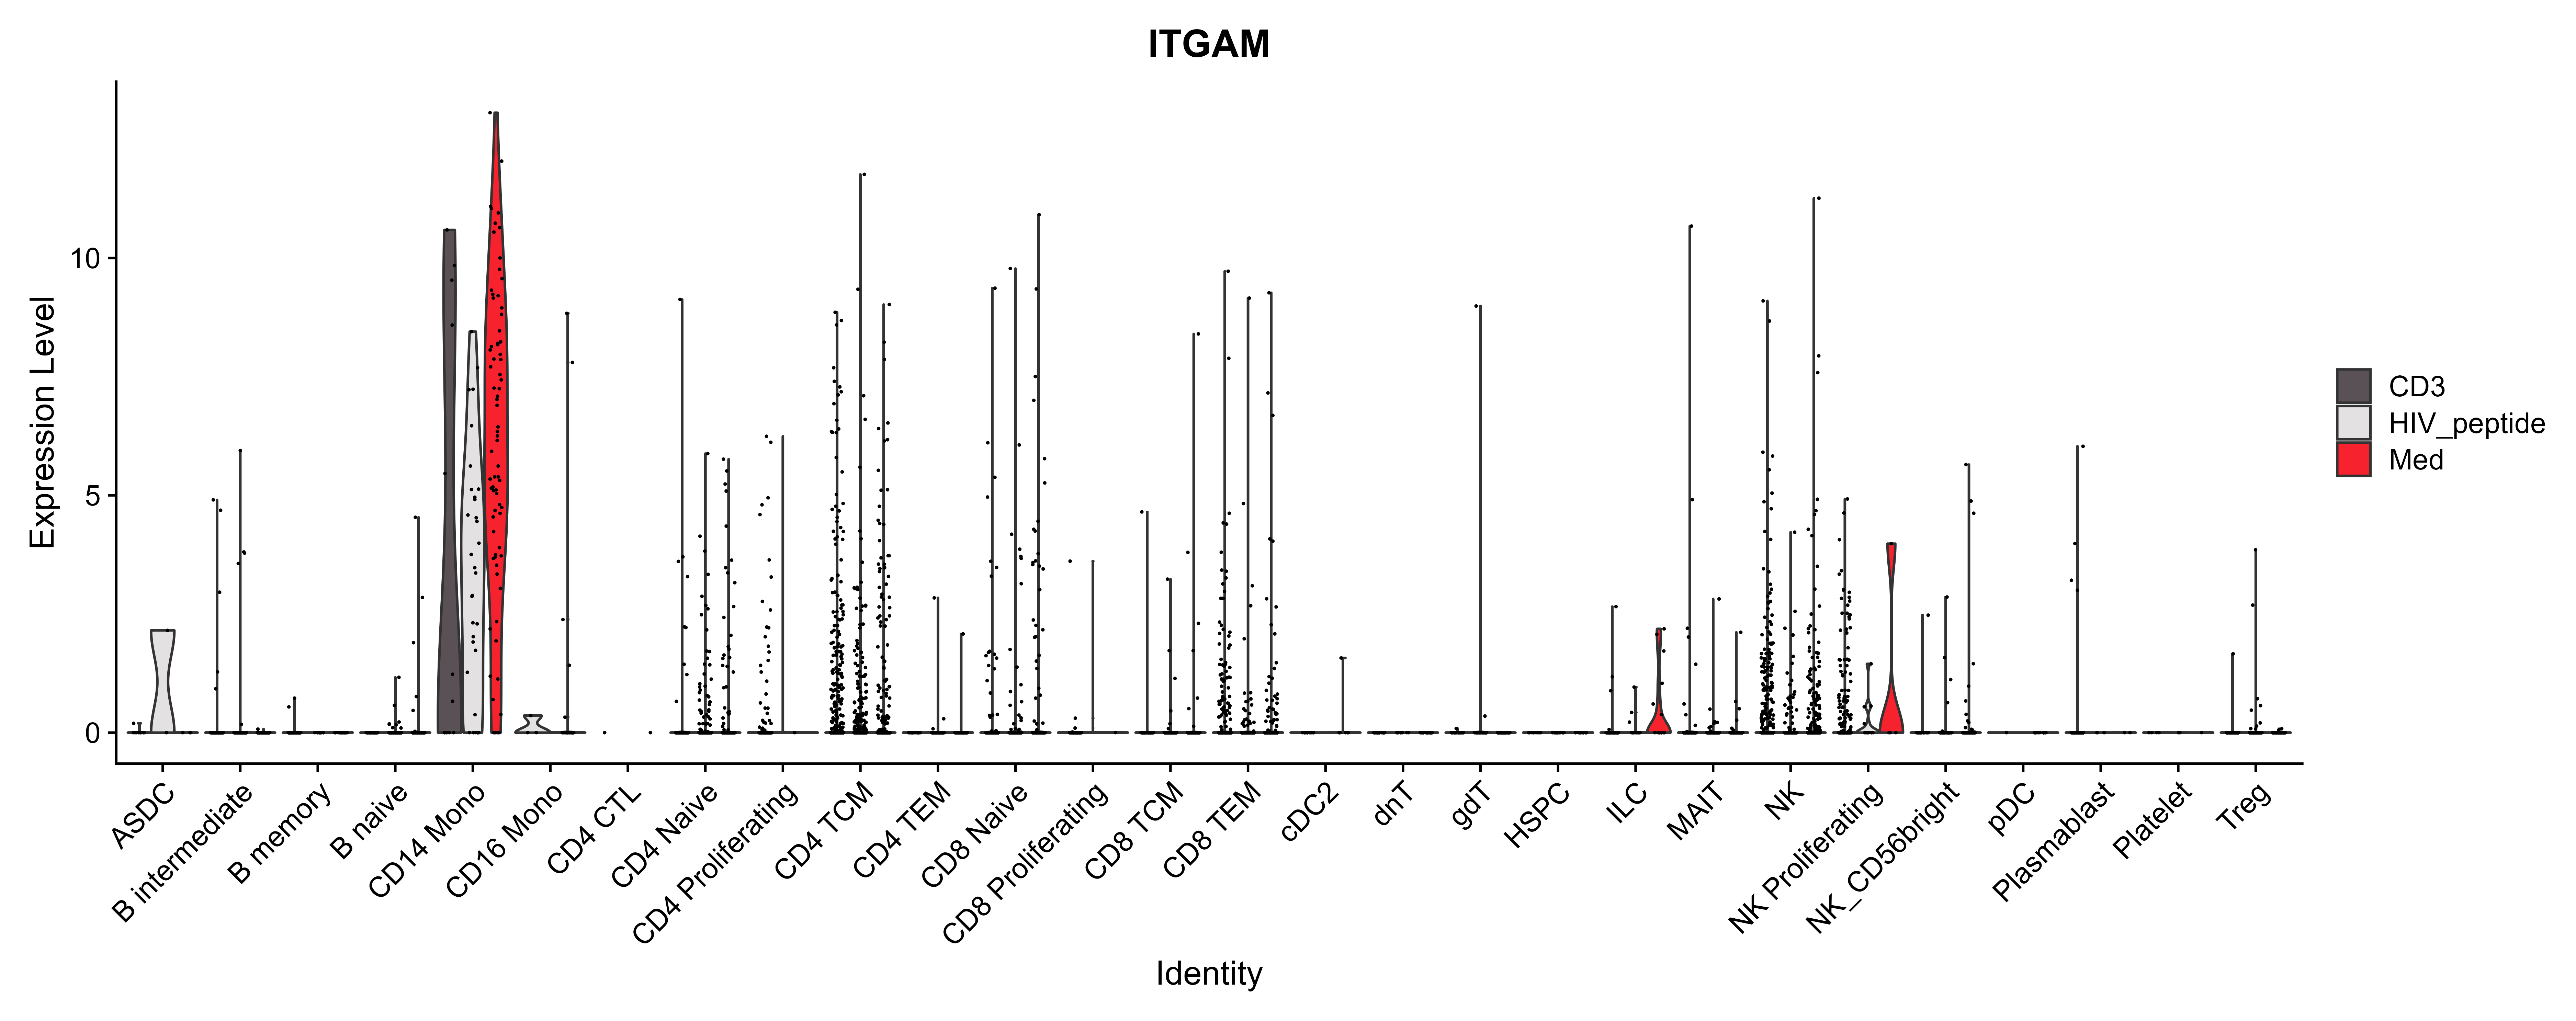 ITGAM
Expression Level
10
5
0
ASDC
B intermediate
B memory
B naive
CD14 Mono
CD16 Mono
CD4 CTL
CD4 Naive
CD4 Proliferating
CD4 TCM
CD4 TEM
CD8 Naive
CD8 Proliferating
CD8 TCM
CD8 TEM
cDC2
dnT
gdT
HSPC
ILC
MAIT
NK
NK Proliferating
NK_CD56bright
pDC
Plasmablast
Platelet
Treg
Identity
CD3
HIV_peptide
Med